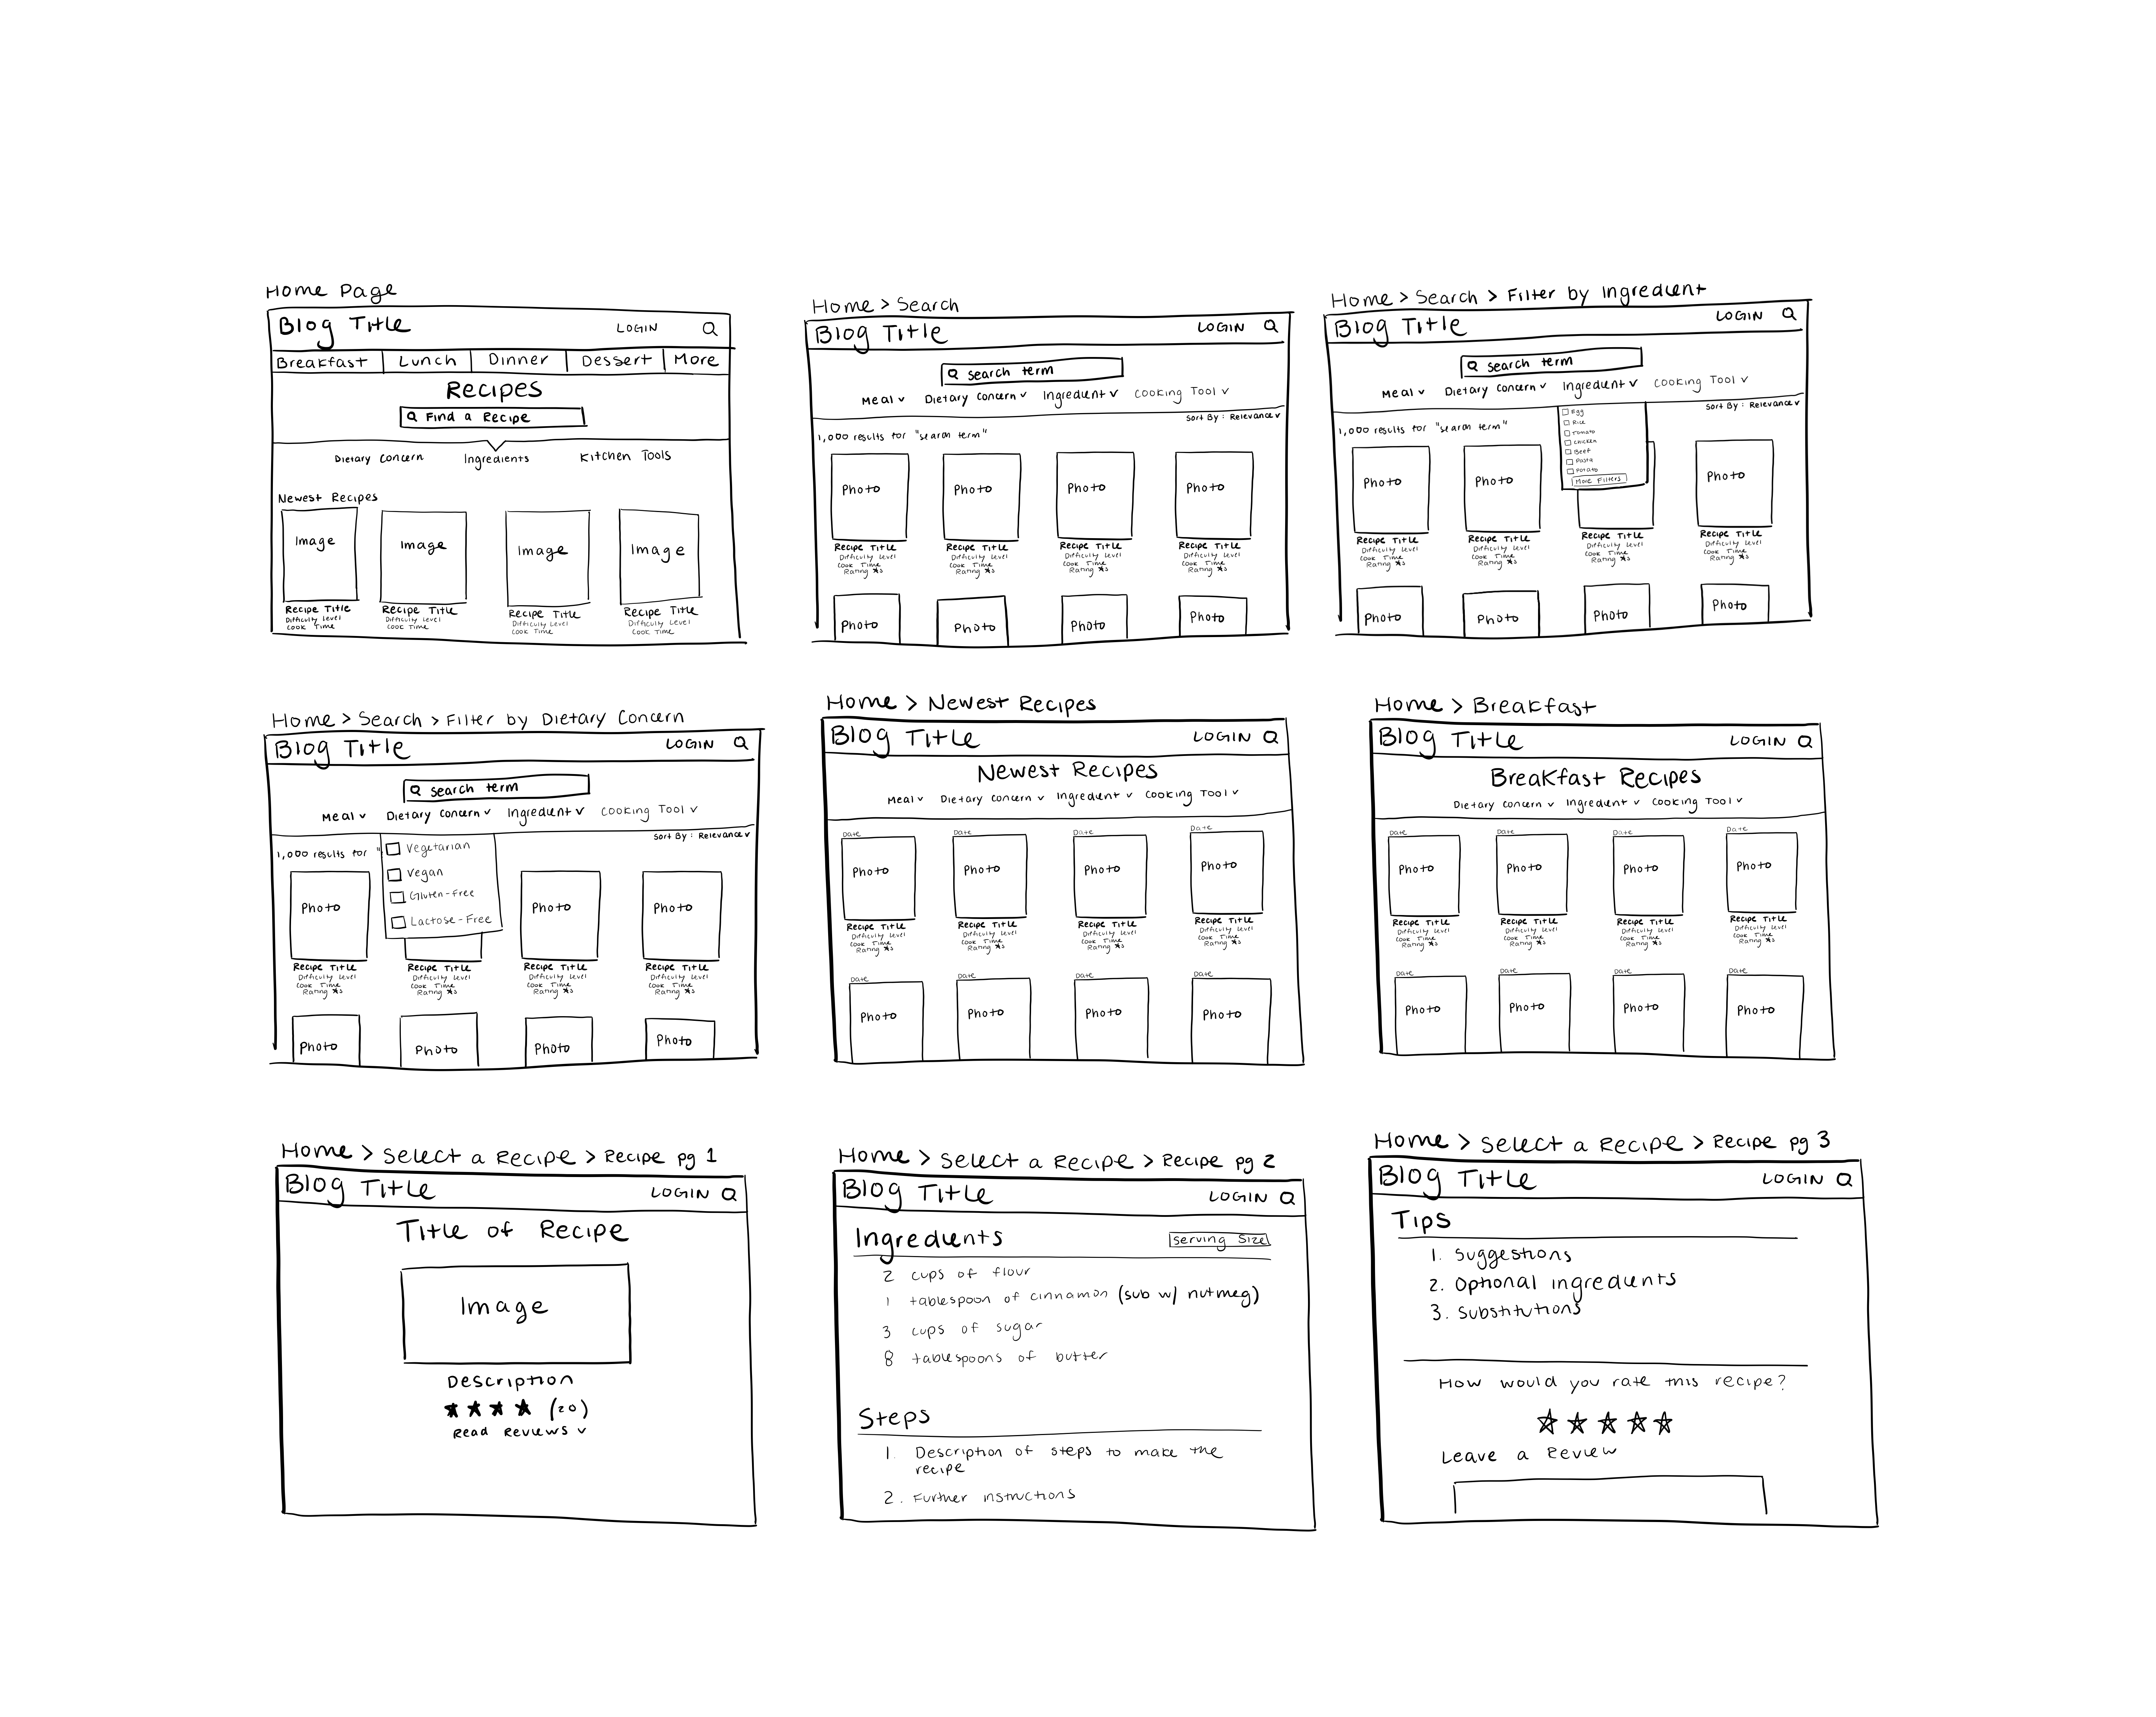 Home Page
Blog Title LOGIN
Breakfast Lunch Dinner Dessert More
Recipes
Find a Recipe
Dietary Concern Ingredients Kitchen Tools
Newest Recipes
Image Image Image Image
Recipe Title Recipe Title Recipe Title Recipe Title
Difficulty Level Difficulty Level Difficulty Level Difficulty Level
Cook Time Cook Time Cook Time Cook Time
Home > Search
Blog Title LOGIN
search term
Meal Dietary Concern Ingredient Cooking Tool
Sort By: Relevance
1,000 results for "search term"
Photo Photo Photo Photo
Recipe Title Recipe Title Recipe Title Recipe Title
Difficulty Level Difficulty Level Difficulty Level Difficulty Level
Cook Time Cook Time Cook Time Cook Time
Rating ★s Rating ★s Rating ★s Rating ★s
Photo Photo Photo Photo
Home > Search > Filter by Ingredient
Blog Title LOGIN
search term
Meal Dietary Concern Ingredient Cooking Tool
Sort By: Relevance
Egg
Rice
Tomato
Chicken
Beef
Pasta
Potato
More Filters
1,000 results for "search term"
Photo Photo Photo
Recipe Title Recipe Title Recipe Title Recipe Title
Difficulty Level Difficulty Level Difficulty Level Difficulty Level
Cook Time Cook Time Cook Time Cook Time
Rating ★s Rating ★s Rating ★s Rating ★s
Photo Photo Photo Photo
Home > Search > Filter by Dietary Concern
Blog Title LOGIN
search term
Meal Dietary Concern Ingredient Cooking Tool
Sort By: Relevance
1,000 results for "
Vegetarian
Vegan
Gluten-Free
Lactose-Free
Photo Photo Photo
Recipe Title Recipe Title Recipe Title Recipe Title
Difficulty Level Difficulty Level Difficulty Level Difficulty Level
Cook Time Cook Time Cook Time Cook Time
Rating ★s Rating ★s Rating ★s Rating ★s
Photo Photo Photo Photo
Home > Newest Recipes
Blog Title LOGIN
Newest Recipes
Meal Dietary Concern Ingredient Cooking Tool
Date Date Date Date
Photo Photo Photo Photo
Recipe Title Recipe Title Recipe Title Recipe Title
Difficulty Level Difficulty Level Difficulty Level Difficulty Level
Cook Time Cook Time Cook Time Cook Time
Rating ★s Rating ★s Rating ★s Rating ★s
Date Date Date Date
Photo Photo Photo Photo
Home > Breakfast
Blog Title LOGIN
Breakfast Recipes
Dietary Concern Ingredient Cooking Tool
Date Date Date Date
Photo Photo Photo Photo
Recipe Title Recipe Title Recipe Title Recipe Title
Difficulty Level Difficulty Level Difficulty Level Difficulty Level
Cook Time Cook Time Cook Time Cook Time
Rating ★s Rating ★s Rating ★s Rating ★s
Date Date Date Date
Photo Photo Photo Photo
Home > Select a Recipe > Recipe pg 1
Blog Title LOGIN
Title of Recipe
Image
Description
★ ★ ★ ★ (20)
Read Reviews
Home > Select a Recipe > Recipe pg 2
Blog Title LOGIN
Ingredients Serving Size
2 cups of flour
1 tablespoon of cinnamon (sub w/ nutmeg)
3 cups of sugar
8 tablespoons of butter
Steps
1. Description of steps to make the
recipe
2. Further instructions
Home > Select a Recipe > Recipe pg 3
Blog Title LOGIN
Tips
1. Suggestions
2. Optional ingredients
3. Substitutions
How would you rate this recipe?
Leave a Review